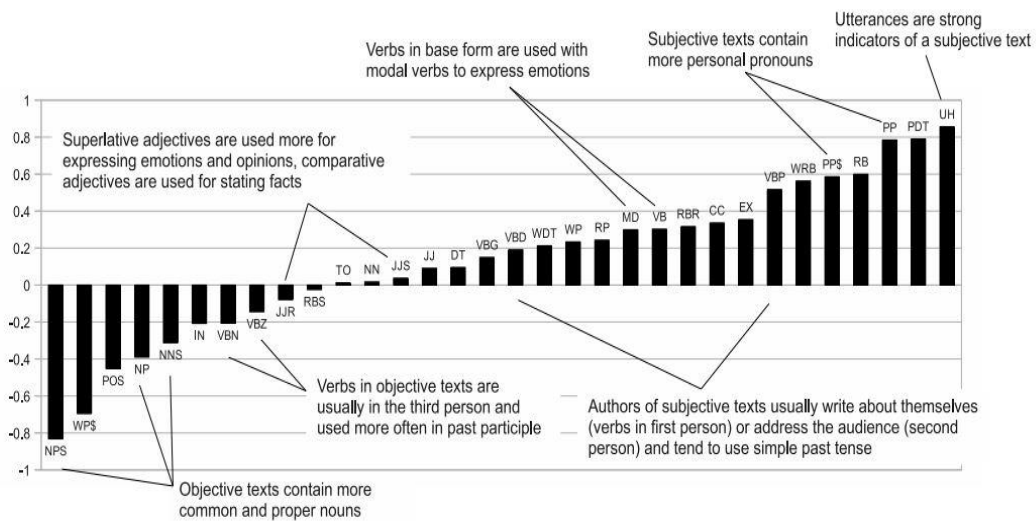 Utterances are strong
indicators of a subjective text
Subjective texts contain
more personal pronouns
Verbs in base form are used with
modal verbs to express emotions
Superlative adjectives are used more for
expressing emotions and opinions, comparative
adjectives are used for stating facts
1
0.8
0.6
0.4
0.2
0
-0.2
-0.4
-0.6
-0.8
-1
NPS
WP$
POS
NP
NNS
IN
VBN
VBZ
JJR
RBS
TO
NN
JJS
JJ
DT
VBG
VBD
WDT
WP
RP
MD
VB
RBR
CC
EX
VBP
WRB
PP$
RB
PP
PDT
UH
Verbs in objective texts are
usually in the third person and
used more often in past participle
Authors of subjective texts usually write about themselves
(verbs in first person) or address the audience (second
person) and tend to use simple past tense
Objective texts contain more
common and proper nouns